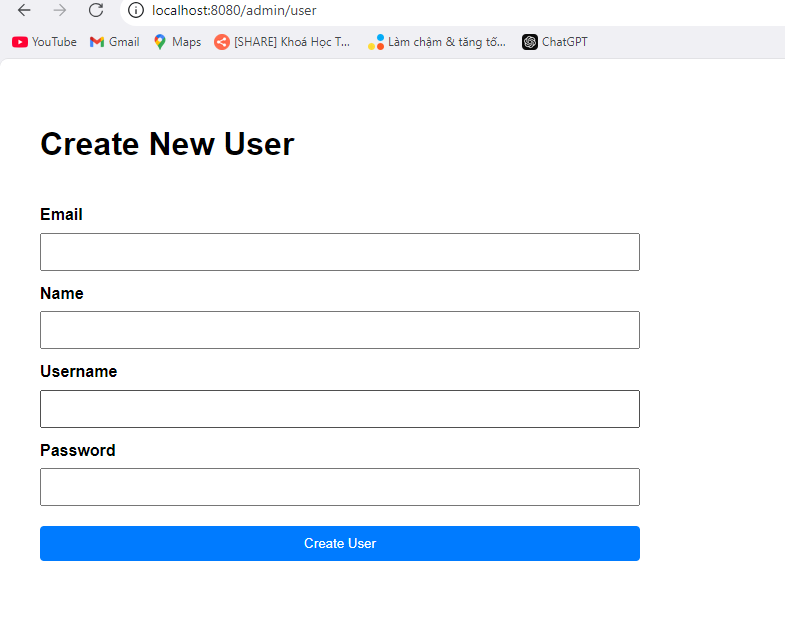 localhost:8080/admin/user
YouTube Gmail Maps [SHARE] Khoá Học T... Làm chậm & tăng tố... ChatGPT
Create New User
Email
Name
Username
Password
Create User